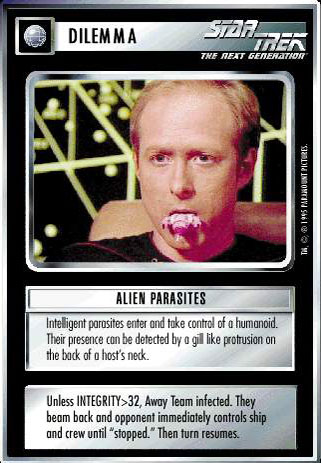 DILEMMA
STAR TREK
THE NEXT GENERATION
TM & © 1995 PARAMOUNT PICTURES.
ALIEN PARASITES
Intelligent parasites enter and take control of a humanoid.
Their presence can be detected by a gill like protrusion on
the back of a host's neck.
Unless INTEGRITY>32, Away Team infected. They
beam back and opponent immediately controls ship
and crew until "stopped." Then turn resumes.